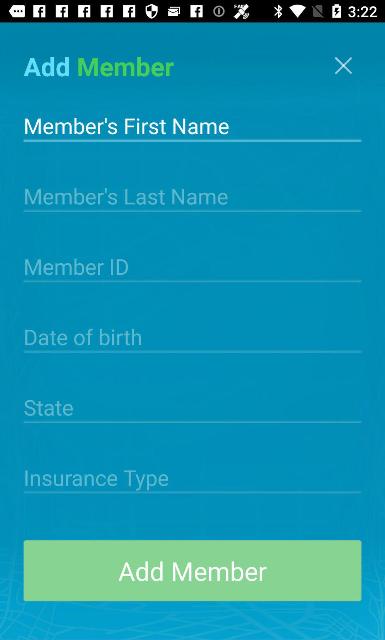 3:22
Add Member
Member's First Name
Member's Last Name
Member ID
Date of birth
State
Insurance Type
Add Member